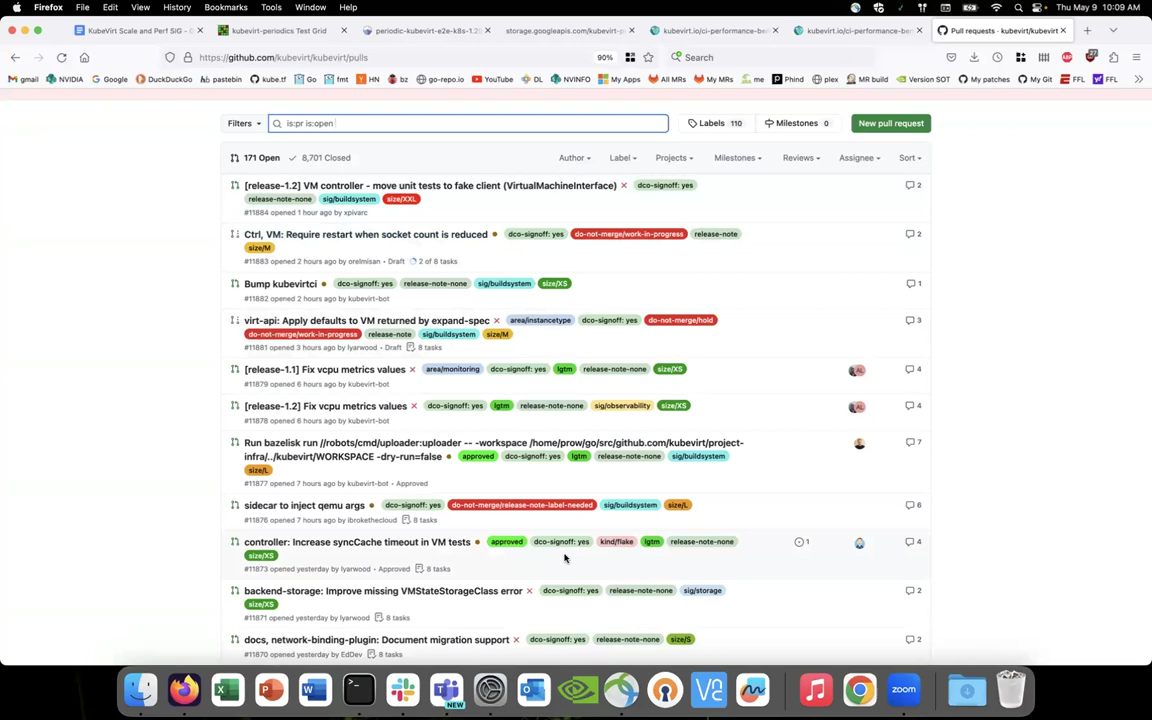 Firefox File Edit View History Bookmarks Tools Window Help Thu May 9 10:09 AM
KubeVirt Scale and Perf SIG - kubevirt-periodics Test Grid periodic-kubevirt-e2e-k8s-1.2 storage.googleapis.com/kubevirt-p kubevirt.io/ci-performance-be kubevirt.io/ci-performance-ben Pull requests · kubevirt/kubevirt
https://github.com/kubevirt/kubevirt/pulls 90% Search
gmail NVIDIA Google DuckDuckGo pastebin kube.tf Go fmt HN bz go-repo.io YouTube DL NVINFO My Apps All MRs My MRs Phind plex MR build Version SOT My patches My Git FFL FFL
Filters is:pr is:open Labels 110 Milestones 0 New pull request
171 Open 8,701 Closed Author Label Projects Milestones Reviews Assignee Sort
[release-1.2] VM controller - move unit tests to fake client (VirtualMachineInterface) dco-signoff: yes 2
release-note-none sig/buildsystem size/XXL
#11884 opened 1 hour ago by xpivarc
Ctrl, VM: Require restart when socket count is reduced dco-signoff: yes do-not-merge/work-in-progress release-note 2
size/M
#11883 opened 2 hours ago by orelmisan • Draft 2 of 8 tasks
Bump kubevirtci dco-signoff: yes release-note-none sig/buildsystem size/XS 1
#11882 opened 2 hours ago by kubevirt-bot
virt-api: Apply defaults to VM returned by expand-spec area/instancetype dco-signoff: yes do-not-merge/hold 3
do-not-merge/work-in-progress release-note sig/buildsystem size/M
#11881 opened 3 hours ago by lyarwood • Draft 8 tasks
[release-1.1] Fix vcpu metrics values area/monitoring dco-signoff: yes lgtm release-note-none size/XS 4
#11879 opened 6 hours ago by kubevirt-bot
[release-1.2] Fix vcpu metrics values dco-signoff: yes lgtm release-note-none sig/observability size/XS 4
#11878 opened 6 hours ago by kubevirt-bot
Run bazelisk run //robots/cmd/uploader:uploader -- -workspace /home/prow/go/src/github.com/kubevirt/project- 7
infra/../kubevirt/WORKSPACE -dry-run=false approved dco-signoff: yes lgtm release-note-none sig/buildsystem
size/L
#11877 opened 7 hours ago by kubevirt-bot • Approved
sidecar to inject qemu args dco-signoff: yes do-not-merge/release-note-label-needed sig/buildsystem size/L 6
#11876 opened 7 hours ago by ibrokethecloud 8 tasks
controller: Increase syncCache timeout in VM tests approved dco-signoff: yes kind/flake lgtm release-note-none 1 4
size/XS
#11873 opened yesterday by lyarwood • Approved 8 tasks
backend-storage: Improve missing VMStateStorageClass error dco-signoff: yes release-note-none sig/storage 2
size/XS
#11871 opened yesterday by lyarwood 8 tasks
docs, network-binding-plugin: Document migration support dco-signoff: yes release-note-none size/S 2
#11870 opened yesterday by EdDev 8 tasks
NEW
zoom